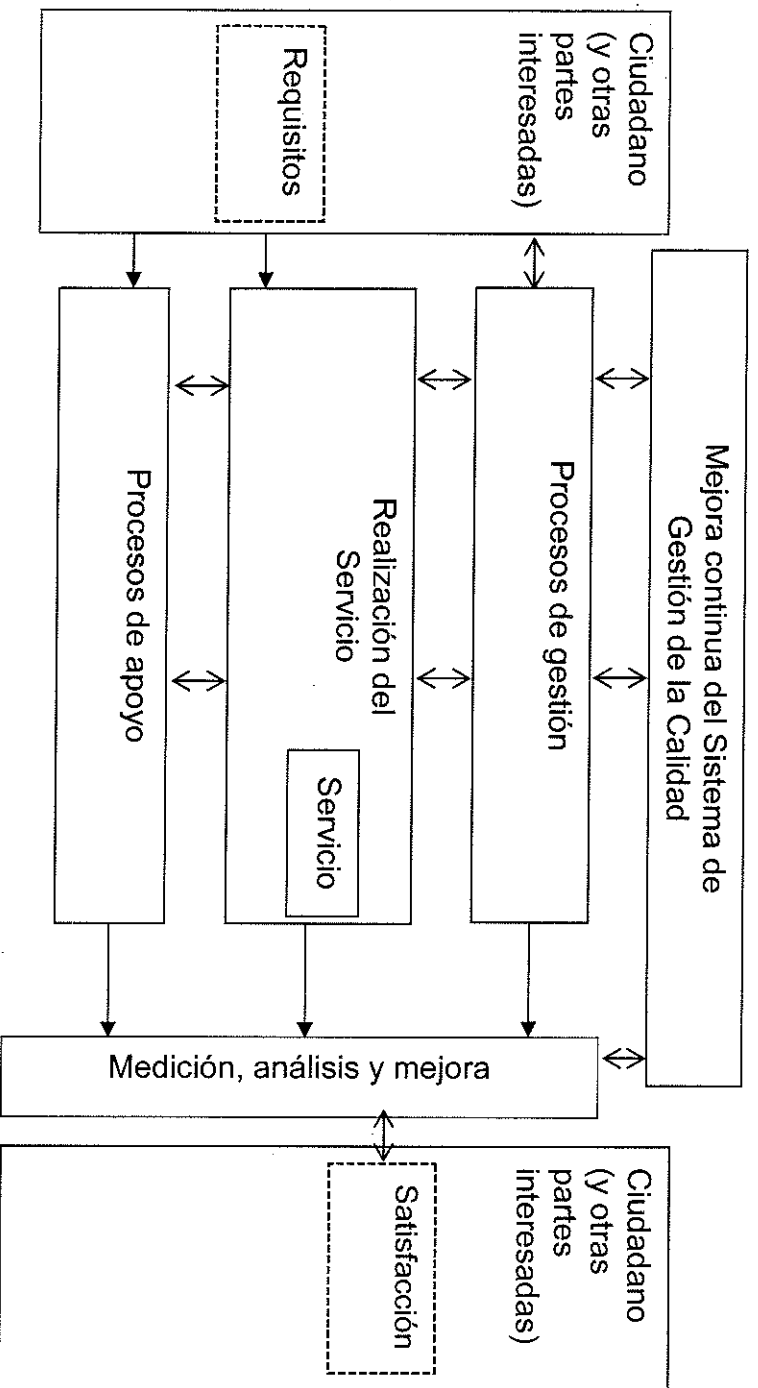 Mejora continua del Sistema de
Gestión de la Calidad
Ciudadano
(y otras
partes
interesadas)
Requisitos
Procesos de gestión
Realización del
Servicio
Servicio
Procesos de apoyo
Medición, análisis y mejora
Ciudadano
(y otras
partes
interesadas)
Satisfacción